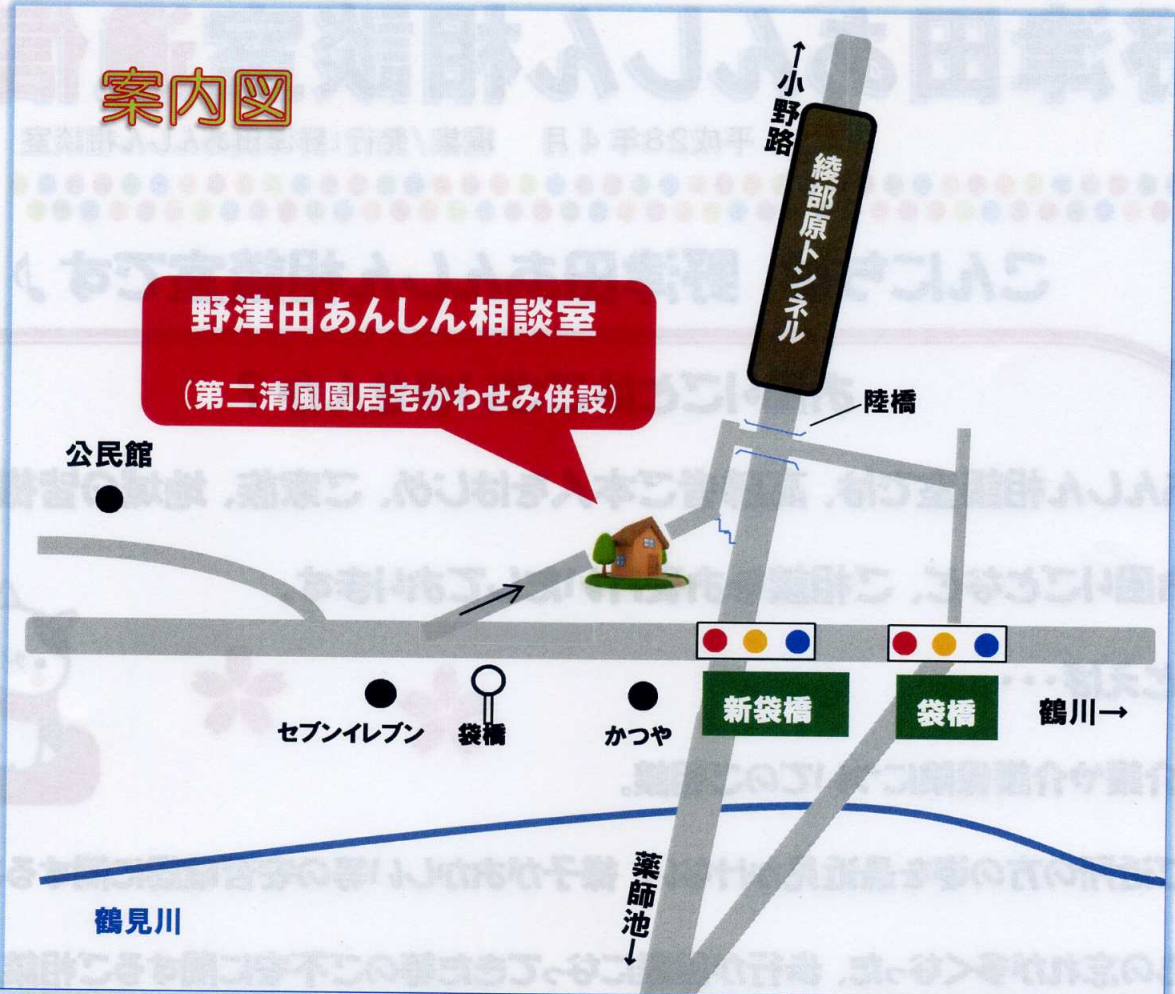 案内図
↑小野路
綾部原トンネル
野津田あんしん相談室
(第二清風園居宅かわせみ併設)
陸橋
公民館
セブンイレブン
袋橋
かつや
新袋橋
袋橋
鶴川→
薬師池↓
鶴見川